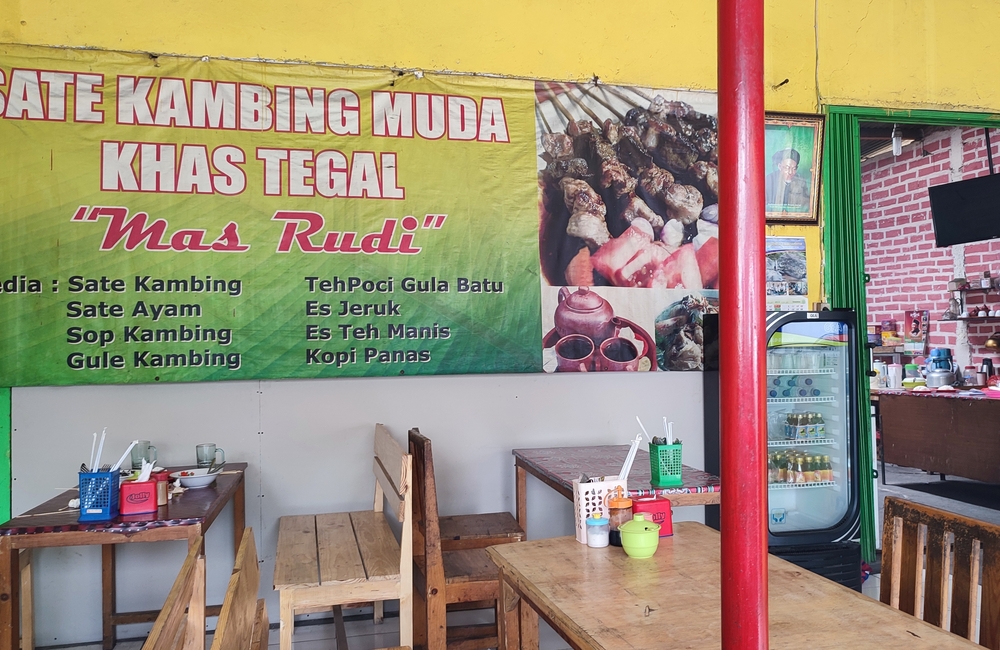 SATE KAMBING MUDA
KHAS TEGAL
"Mas Rudi"
edia : Sate Kambing
Sate Ayam
Sop Kambing
Gule Kambing
TehPoci Gula Batu
Es Jeruk
Es Teh Manis
Kopi Panas